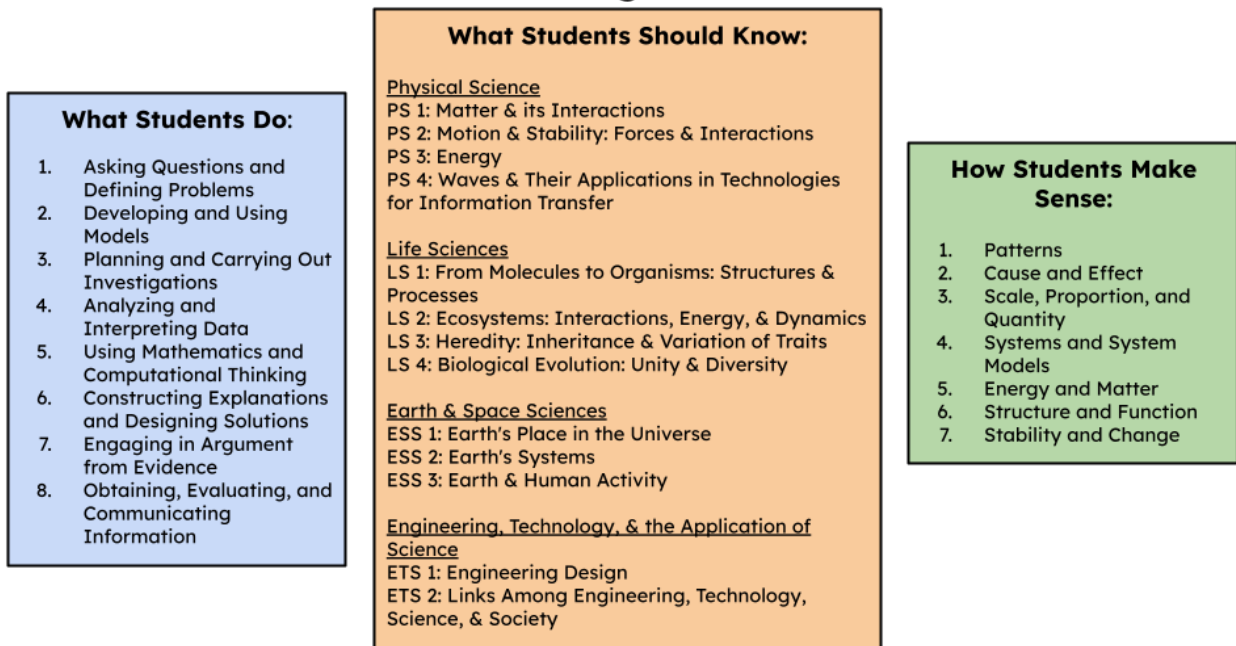 What Students Do:
1. Asking Questions and
Defining Problems
2. Developing and Using
Models
3. Planning and Carrying Out
Investigations
4. Analyzing and
Interpreting Data
5. Using Mathematics and
Computational Thinking
6. Constructing Explanations
and Designing Solutions
7. Engaging in Argument
from Evidence
8. Obtaining, Evaluating, and
Communicating
Information
What Students Should Know:
Physical Science
PS 1: Matter & its Interactions
PS 2: Motion & Stability: Forces & Interactions
PS 3: Energy
PS 4: Waves & Their Applications in Technologies
for Information Transfer
Life Sciences
LS 1: From Molecules to Organisms: Structures &
Processes
LS 2: Ecosystems: Interactions, Energy, & Dynamics
LS 3: Heredity: Inheritance & Variation of Traits
LS 4: Biological Evolution: Unity & Diversity
Earth & Space Sciences
ESS 1: Earth's Place in the Universe
ESS 2: Earth's Systems
ESS 3: Earth & Human Activity
Engineering, Technology, & the Application of
Science
ETS 1: Engineering Design
ETS 2: Links Among Engineering, Technology,
Science, & Society
How Students Make
Sense:
1. Patterns
2. Cause and Effect
3. Scale, Proportion, and
Quantity
4. Systems and System
Models
5. Energy and Matter
6. Structure and Function
7. Stability and Change